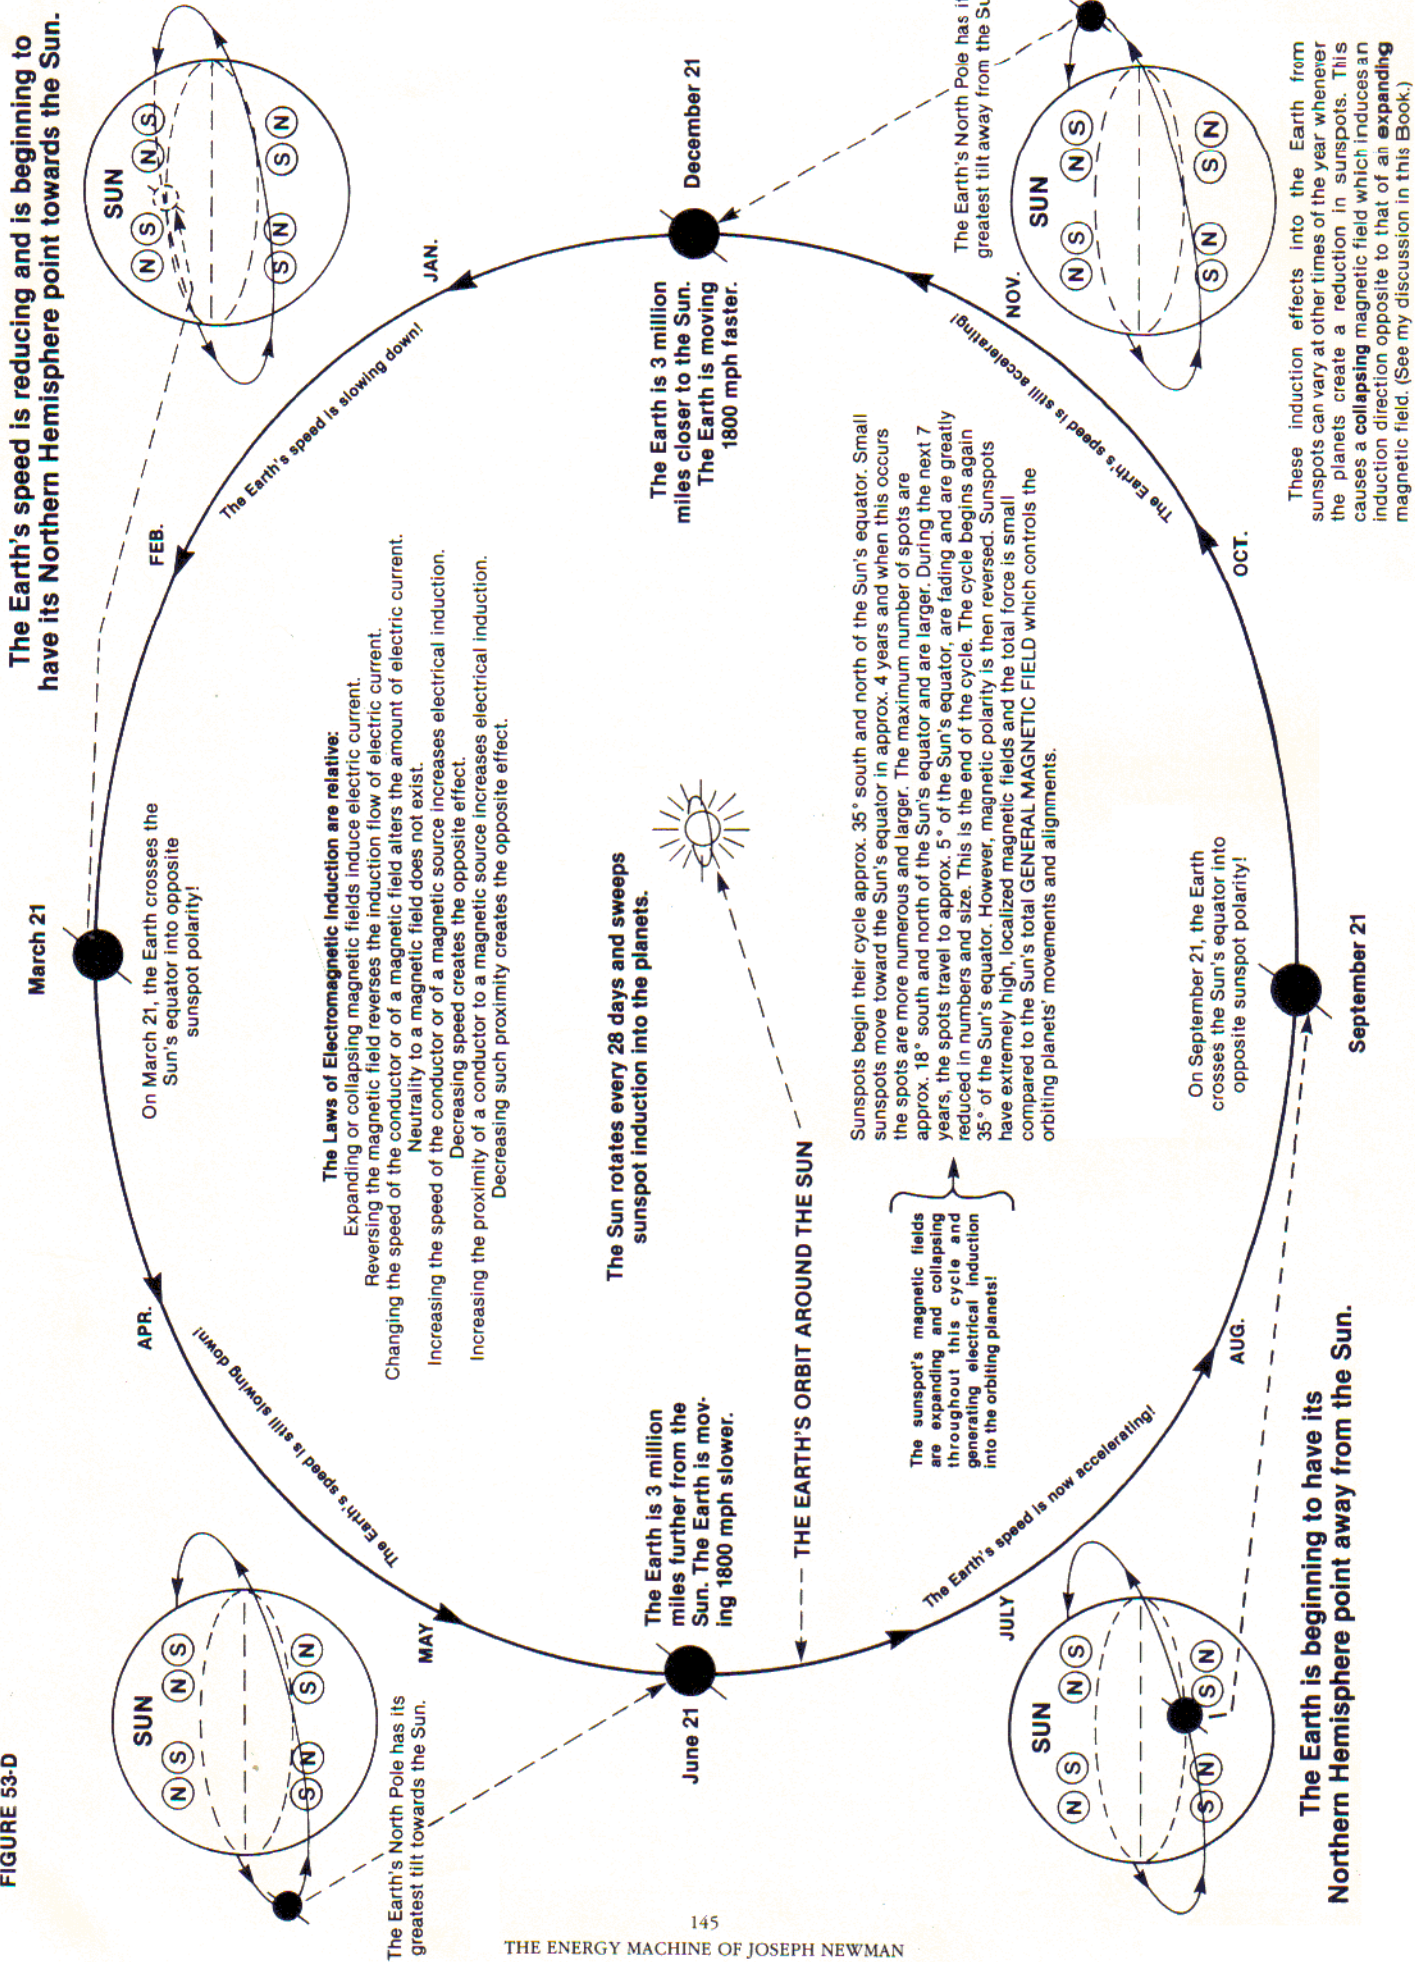 FIGURE 53-D
The Earth's speed is reducing and is beginning to
have its Northern Hemisphere point towards the Sun.
March 21
On March 21, the Earth crosses the
Sun's equator into opposite
sunspot polarity!
SUN
N S N S
S N S N
APR.
FEB.
JAN.
The Earth's speed is still slowing down!
The Earth's speed is slowing down!
SUN
N S N S
S N S N
The Earth's North Pole has its
greatest tilt towards the Sun.
MAY
The Laws of Electromagnetic Induction are relative:
Expanding or collapsing magnetic fields induce electric current.
Reversing the magnetic field reverses the induction flow of electric current.
Changing the speed of the conductor or of a magnetic field alters the amount of electric current.
Neutrality to a magnetic field does not exist.
Increasing the speed of the conductor or of a magnetic source increases electrical induction.
Decreasing speed creates the opposite effect.
Increasing the proximity of a conductor to a magnetic source increases electrical induction.
Decreasing such proximity creates the opposite effect.
The Sun rotates every 28 days and sweeps
sunspot induction into the planets.
June 21
The Earth is 3 million
miles further from the
Sun. The Earth is mov-
ing 1800 mph slower.
The Earth is 3 million
miles closer to the Sun.
The Earth is moving
1800 mph faster.
December 21
THE EARTH'S ORBIT AROUND THE SUN
The sunspot's magnetic fields
are expanding and collapsing
throughout this cycle and
generating electrical induction
into the orbiting planets!
Sunspots begin their cycle approx. 35° south and north of the Sun's equator. Small
sunspots move toward the Sun's equator in approx. 4 years and when this occurs
the spots are more numerous and larger. The maximum number of spots are
approx. 18° south and north of the Sun's equator and are larger. During the next 7
years, the spots travel to approx. 5° of the Sun's equator, are fading and are greatly
reduced in numbers and size. This is the end of the cycle. The cycle begins again
35° of the Sun's equator. However, magnetic polarity is then reversed. Sunspots
have extremely high, localized magnetic fields and the total force is small
compared to the Sun's total GENERAL MAGNETIC FIELD which controls the
orbiting planets' movements and alignments.
The Earth's North Pole has
greatest tilt away from the
SUN
N S N S
S N S N
JULY
AUG.
OCT.
NOV.
The Earth's speed is now accelerating!
The Earth's speed is still accelerating!
SUN
N S N S
S N S N
On September 21, the Earth
crosses the Sun's equator into
opposite sunspot polarity!
September 21
The Earth is beginning to have its
Northern Hemisphere point away from the Sun.
These induction effects into the Earth from
sunspots can vary at other times of the year whenever
the planets create a reduction in sunspots. This
causes a collapsing magnetic field which induces an
induction direction opposite to that of an expanding
magnetic field. (See my discussion in this Book.)
145
THE ENERGY MACHINE OF JOSEPH NEWMAN